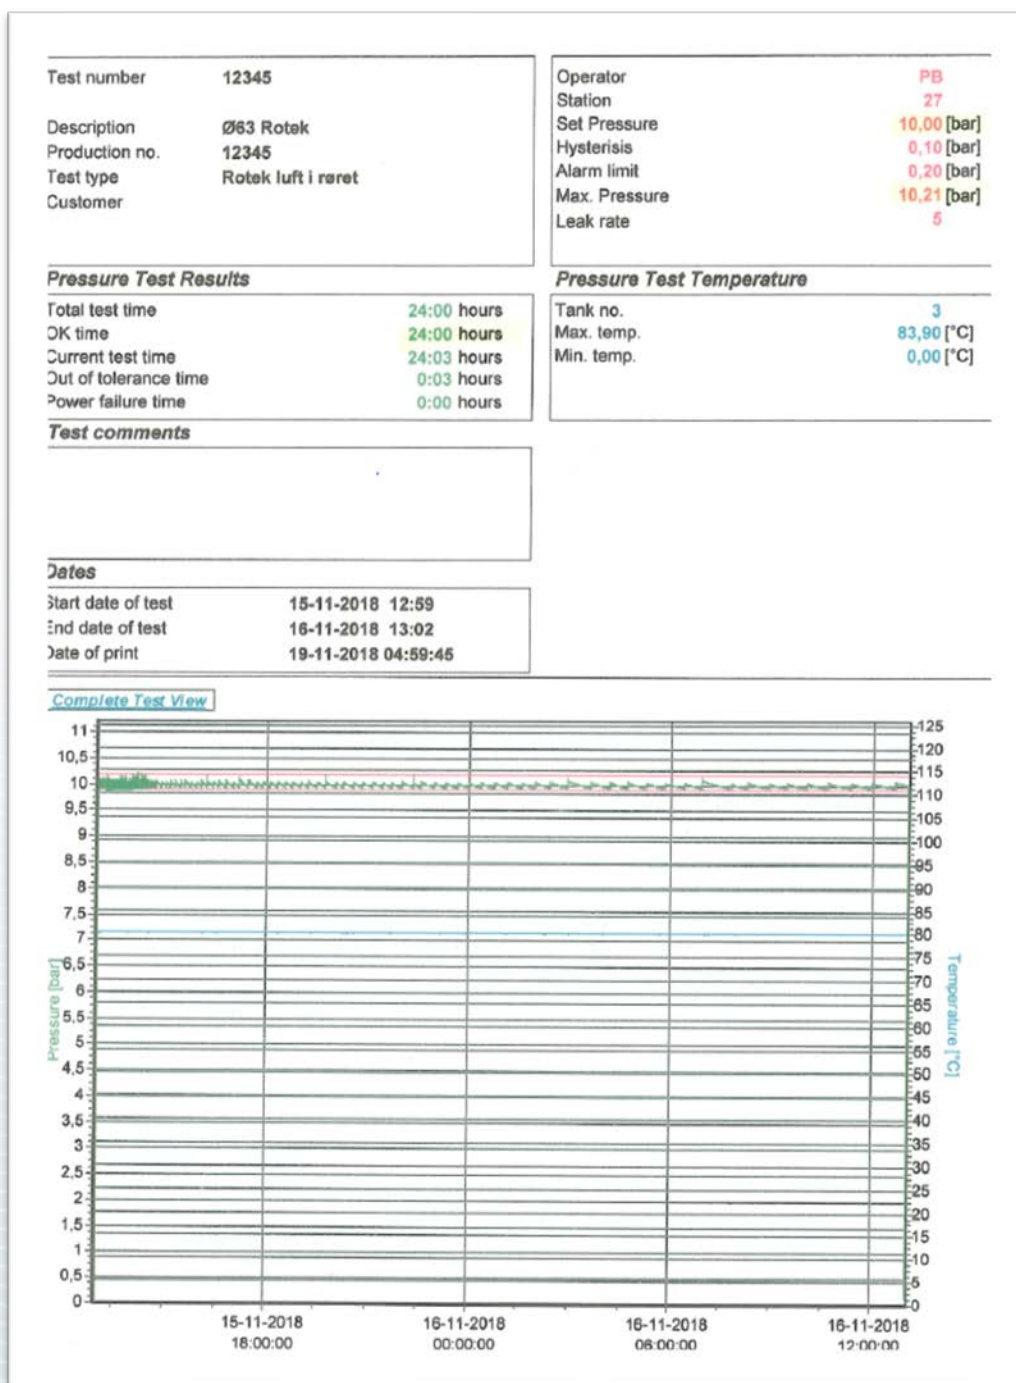 Test number 12345
Description Ø63 Rotek
Production no. 12345
Test type Rotek luft i røret
Customer
Operator PB
Station 27
Set Pressure 10,00 [bar]
Hysterisis 0,10 [bar]
Alarm limit 0,20 [bar]
Max. Pressure 10,21 [bar]
Leak rate 5
Pressure Test Results
Total test time 24:00 hours
OK time 24:00 hours
Current test time 24:03 hours
Out of tolerance time 0:03 hours
Power failure time 0:00 hours
Pressure Test Temperature
Tank no. 3
Max. temp. 83,90 [°C]
Min. temp. 0,00 [°C]
Test comments
Dates
Start date of test 15-11-2018 12:59
End date of test 16-11-2018 13:02
Date of print 19-11-2018 04:59:45
Complete Test View
11
10,5
10
9,5
9
8,5
8
7,5
7
6,5
6
5,5
5
4,5
4
3,5
3
2,5
2
1,5
1
0,5
0
Pressure [bar]
125
120
115
110
105
100
95
90
85
80
75
70
65
60
55
50
45
40
35
30
25
20
15
10
5
0
Temperature [°C]
15-11-2018 16-11-2018 16-11-2018 16-11-2018
18:00:00 00:00:00 06:00:00 12:00:00